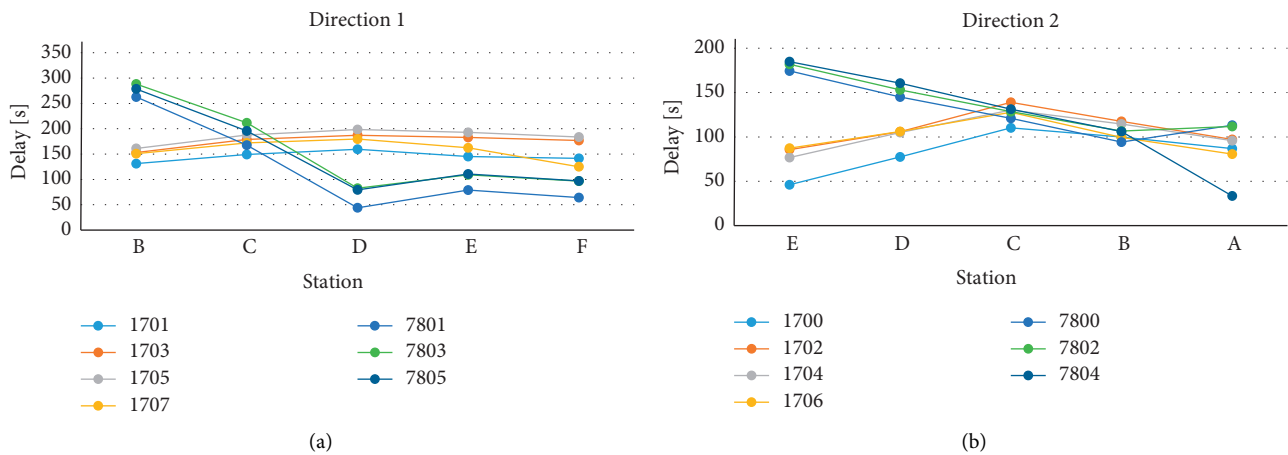 Direction 1
Delay [s]
350
300
250
200
150
100
50
0
B C D E F
Station
1701
1703
1705
1707
7801
7803
7805
(a)
Direction 2
Delay [s]
200
150
100
50
0
E D C B A
Station
1700
1702
1704
1706
7800
7802
7804
(b)